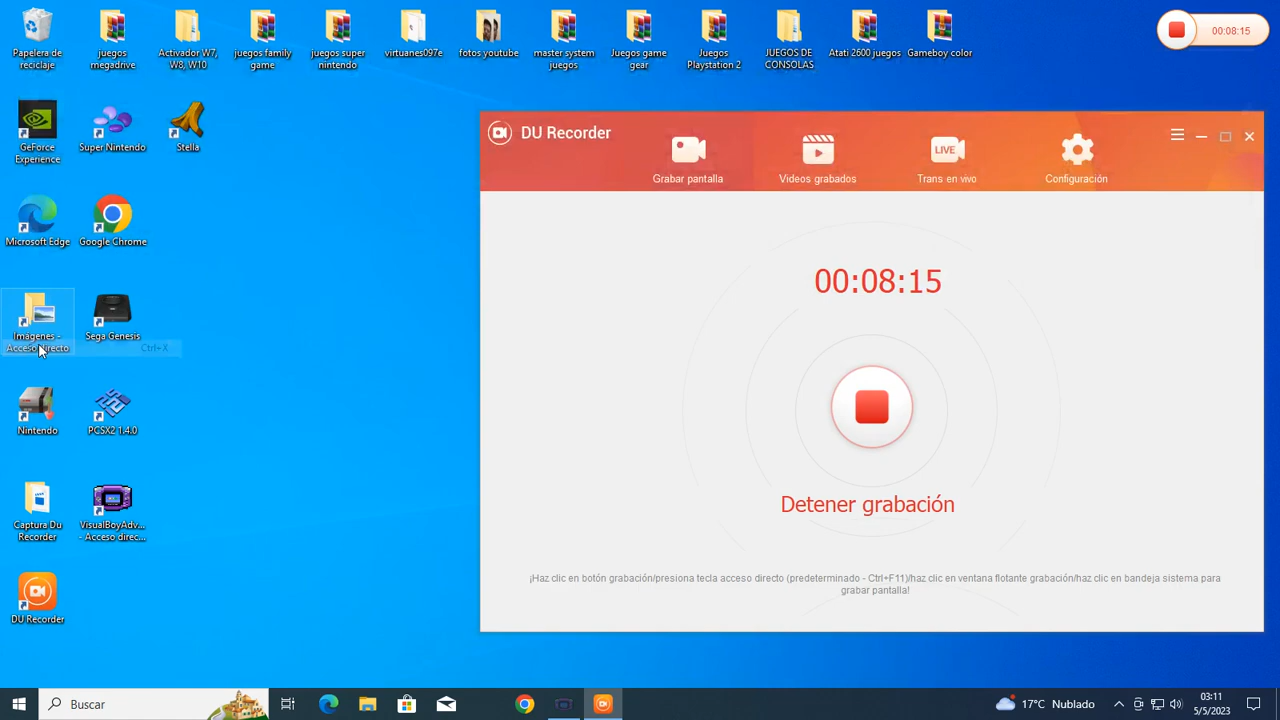 Papelera de
reciclaje
juegos
megadrive
Activador W7,
W8, W10
juegos family
game
juegos super
nintendo
virtuanes097e
fotos youtube
master system
juegos
Juegos game
gear
Juegos
Playstation 2
JUEGOS DE
CONSOLAS
Atati 2600 juegos
Gameboy color
00:08:15
GeForce
Experience
Super Nintendo
Stella
Microsoft Edge
Google Chrome
Imágenes -
Acceso directo
Sega Genesis
Ctrl+X
Nintendo
PCSX2 1.4.0
Captura Du
Recorder
VisualBoyAdv...
- Acceso direc...
DU Recorder
DU Recorder
Grabar pantalla
Videos grabados
LIVE
Trans en vivo
Configuración
00:08:15
Detener grabación
¡Haz clic en botón grabación/presiona tecla acceso directo (predeterminado - Ctrl+F11)/haz clic en ventana flotante grabación/haz clic en bandeja sistema para
grabar pantalla!
Buscar
17°C Nublado
03:11
5/5/2023